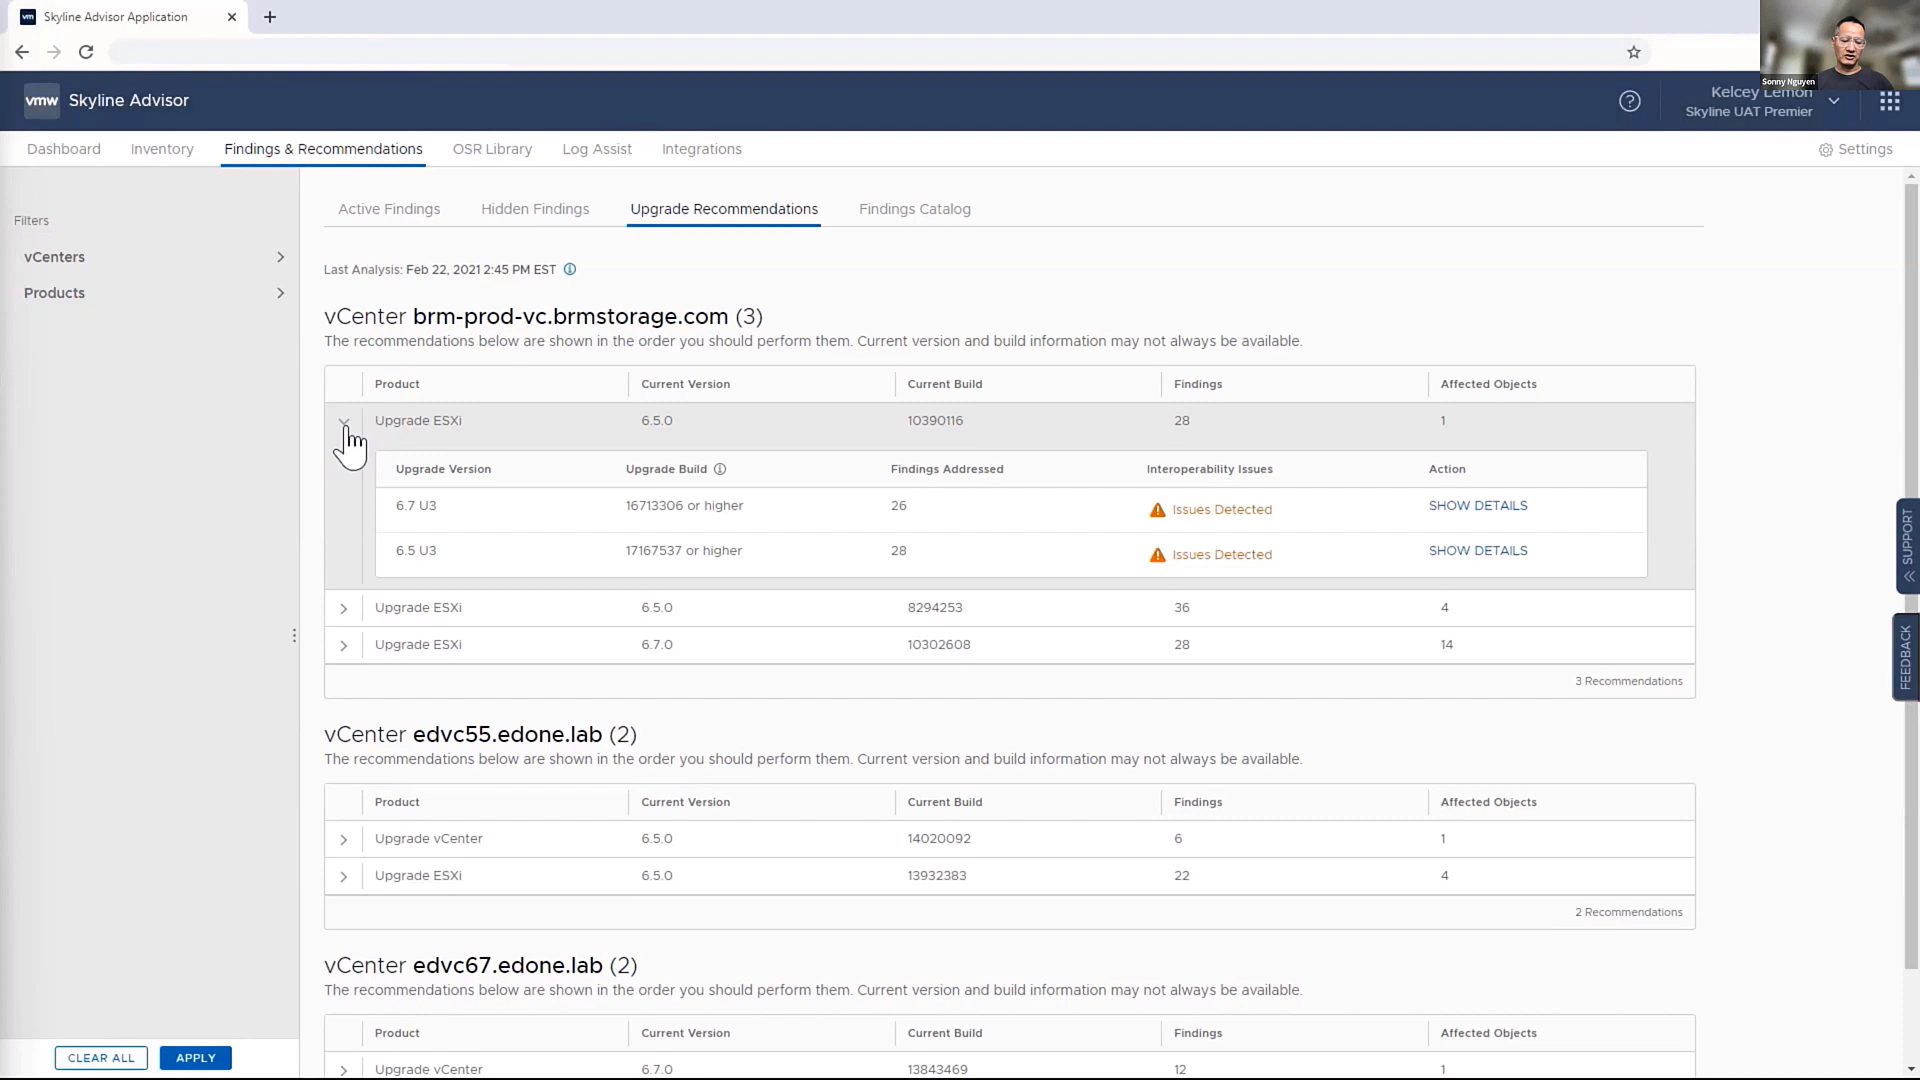 vm Skyline Advisor Application
Sonny Nguyen
vmw Skyline Advisor
Kelcey Lemon
Skyline UAT Premier
Dashboard Inventory Findings & Recommendations OSR Library Log Assist Integrations Settings
Filters
vCenters
Products
Active Findings Hidden Findings Upgrade Recommendations Findings Catalog
Last Analysis: Feb 22, 2021 2:45 PM EST
vCenter brm-prod-vc.brmstorage.com (3)
The recommendations below are shown in the order you should perform them. Current version and build information may not always be available.
Product Current Version Current Build Findings Affected Objects
Upgrade ESXi 6.5.0 10390116 28 1
Upgrade Version Upgrade Build Findings Addressed Interoperability Issues Action
6.7 U3 16713306 or higher 26 Issues Detected SHOW DETAILS
6.5 U3 17167537 or higher 28 Issues Detected SHOW DETAILS
Upgrade ESXi 6.5.0 8294253 36 4
Upgrade ESXi 6.7.0 10302608 28 14
3 Recommendations
vCenter edvc55.edone.lab (2)
The recommendations below are shown in the order you should perform them. Current version and build information may not always be available.
Product Current Version Current Build Findings Affected Objects
Upgrade vCenter 6.5.0 14020092 6 1
Upgrade ESXi 6.5.0 13932383 22 4
2 Recommendations
vCenter edvc67.edone.lab (2)
The recommendations below are shown in the order you should perform them. Current version and build information may not always be available.
Product Current Version Current Build Findings Affected Objects
Upgrade vCenter 6.7.0 13843469 12 1
CLEAR ALL APPLY
SUPPORT
FEEDBACK